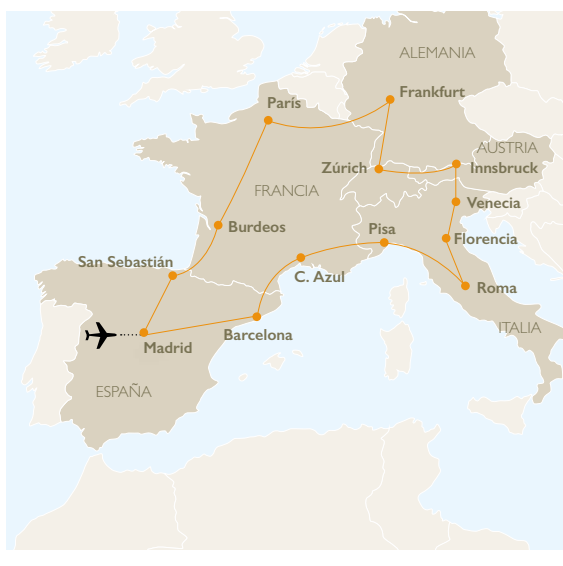 ALEMANIA
Frankfurt
París
AUSTRIA
Innsbruck
Zúrich
FRANCIA
Venecia
Burdeos
Pisa
Florencia
San Sebastián
C. Azul
Roma
ITALIA
Barcelona
Madrid
ESPAÑA